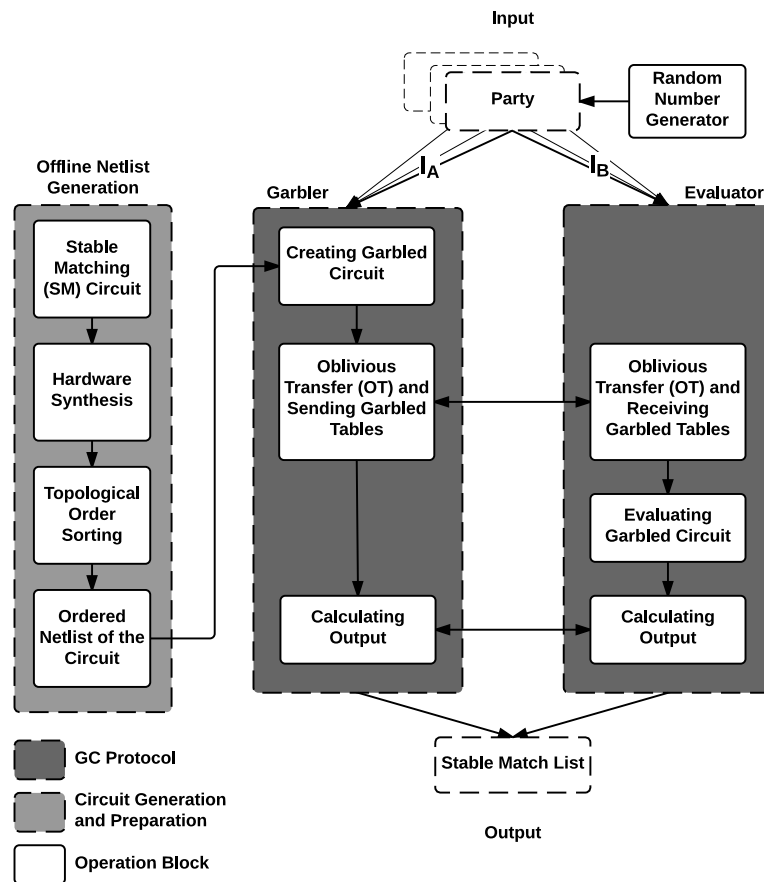 Input
Party
Random
Number
Generator
I_A
I_B
Offline Netlist
Generation
Garbler
Evaluator
Stable
Matching
(SM) Circuit
Hardware
Synthesis
Topological
Order
Sorting
Ordered
Netlist of the
Circuit
Creating Garbled
Circuit
Oblivious
Transfer (OT) and
Sending Garbled
Tables
Calculating
Output
Oblivious
Transfer (OT) and
Receiving
Garbled Tables
Evaluating
Garbled Circuit
Calculating
Output
Stable Match List
Output
GC Protocol
Circuit Generation
and Preparation
Operation Block